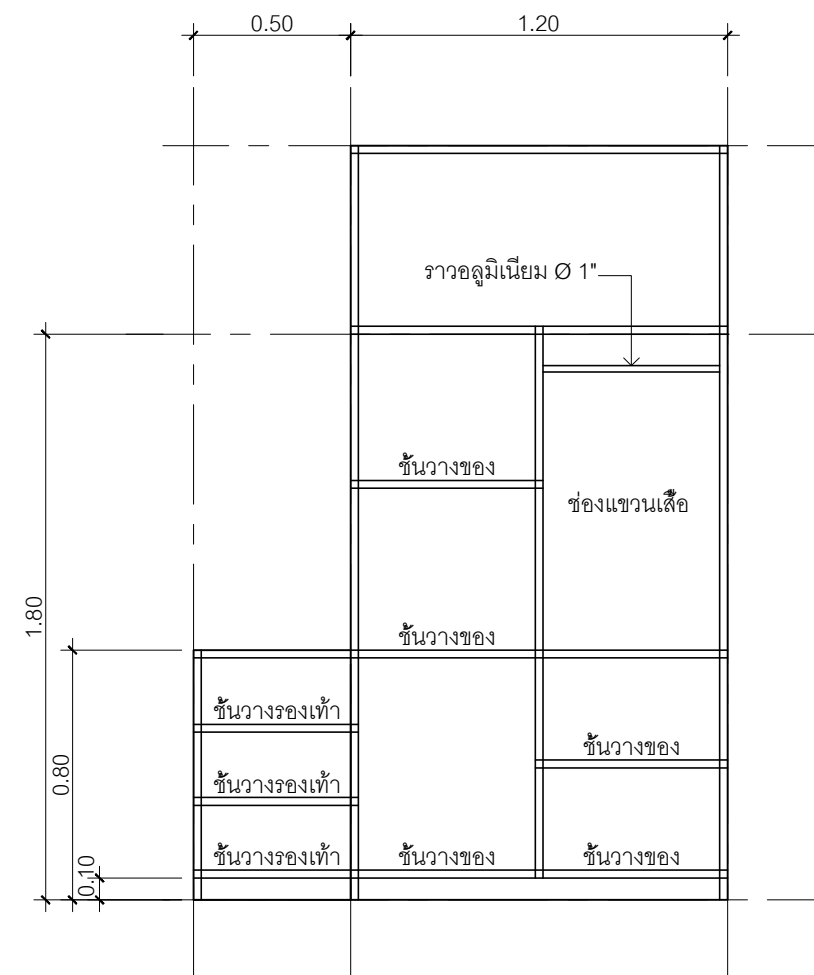 0.50
1.20
ราวอลูมิเนียม Ø 1"
ชั้นวางของ
ช่องแขวนเสื้อ
1.80
ชั้นวางของ
ชั้นวางรองเท้า
ชั้นวางของ
0.80
ชั้นวางรองเท้า
ชั้นวางรองเท้า
ชั้นวางของ
ชั้นวางของ
0.10